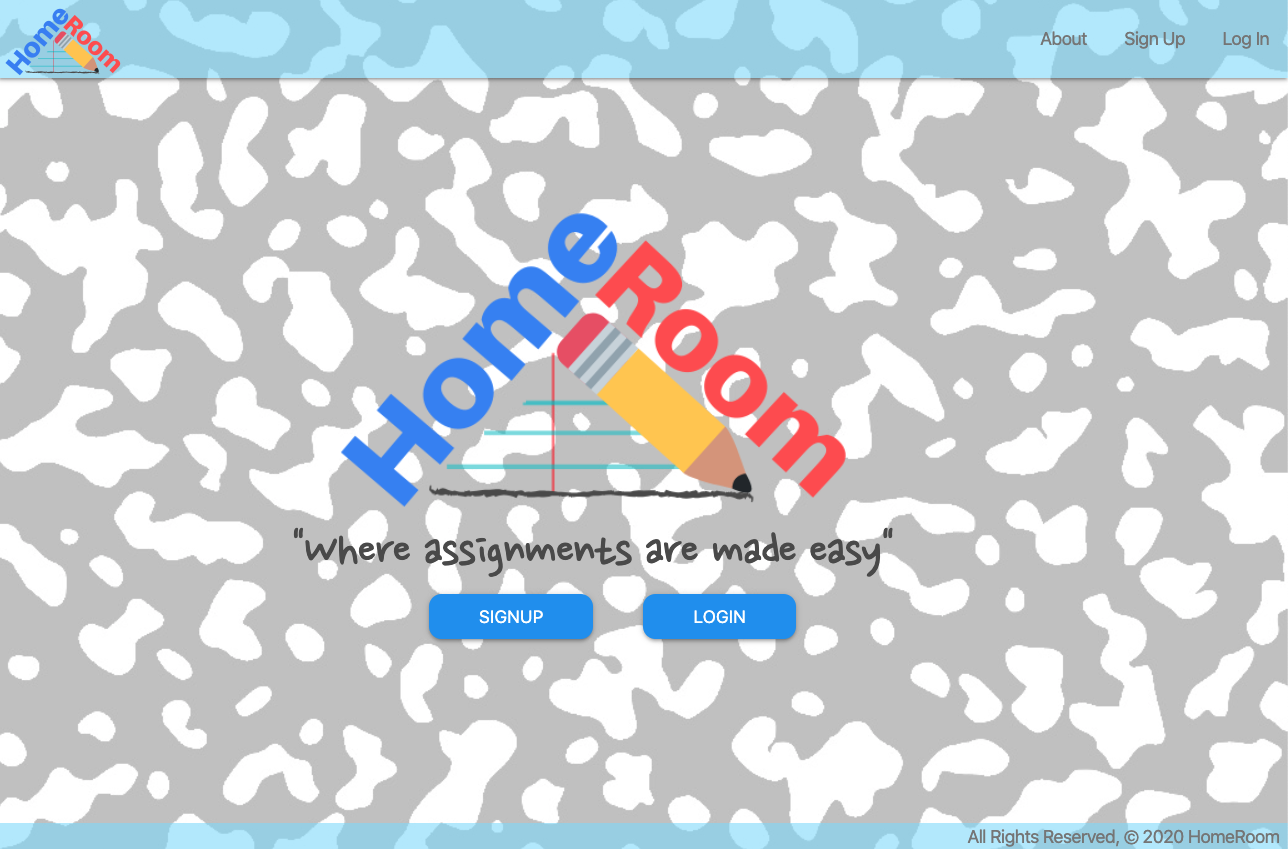 HomeRoom
About
Sign Up
Log In
HomeRoom
"Where assignments are made easy"
SIGNUP
LOGIN
All Rights Reserved, © 2020 HomeRoom